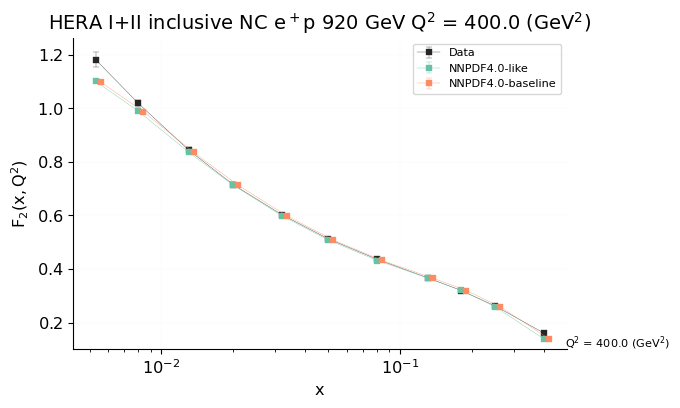 HERA I+II inclusive NC e⁺p 920 GeV Q² = 400.0 (GeV²)
Data
NNPDF4.0-like
NNPDF4.0-baseline
F₂(x, Q²)
1.2
1.0
0.8
0.6
0.4
0.2
Q² = 400.0 (GeV²)
10⁻²
10⁻¹
x